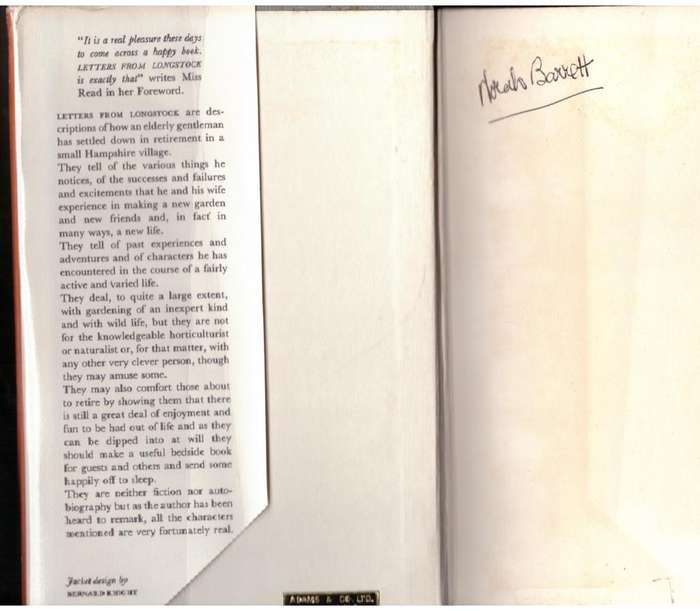 "It is a real pleasure these days
to come across a happy book.
LETTERS FROM LONGSTOCK
is exactly that" writes Miss
Read in her Foreword.
LETTERS FROM LONGSTOCK are des-
criptions of how an elderly gentleman
has settled down in retirement in a
small Hampshire village.
They tell of the various things he
notices, of the successes and failures
and excitements that he and his wife
experience in making a new garden
and new friends and, in fact in
many ways, a new life.
They tell of past experiences and
adventures and of characters he has
encountered in the course of a fairly
active and varied life.
They deal, to quite a large extent,
with gardening of an inexpert kind
and with wild life, but they are not
for the knowledgeable horticulturist
or naturalist or, for that matter, with
any other very clever person, though
they may amuse some.
They may also comfort those about
to retire by showing them that there
is still a great deal of enjoyment and
fun to be had out of life and as they
can be dipped into at will they
should make a useful bedside book
for guests and others and send some
happily off to sleep.
They are neither fiction nor auto-
biography but as the author has been
heard to remark, all the characters
mentioned are very fortunately real.
Jacket design by
BERNARD KNIGHT
ADAMS & CO LTD.
Norah Barrett